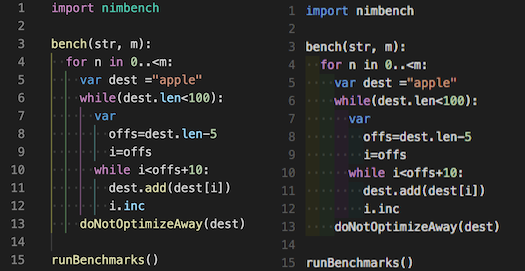 1 import nimbench
2
3 bench(str, m):
4 for n in 0..<m:
5 var dest ="apple"
6 while(dest.len<100):
7 var
8 offs=dest.len-5
9 i=offs
10 while i<offs+10:
11 dest.add(dest[i])
12 i.inc
13 doNotOptimizeAway(dest)
14
15 runBenchmarks()
1 import nimbench
2
3 bench(str, m):
4 for n in 0..<m:
5 var dest ="apple"
6 while(dest.len<100):
7 var
8 offs=dest.len-5
9 i=offs
10 while i<offs+10:
11 dest.add(dest[i])
12 i.inc
13 doNotOptimizeAway(dest)
14
15 runBenchmarks()